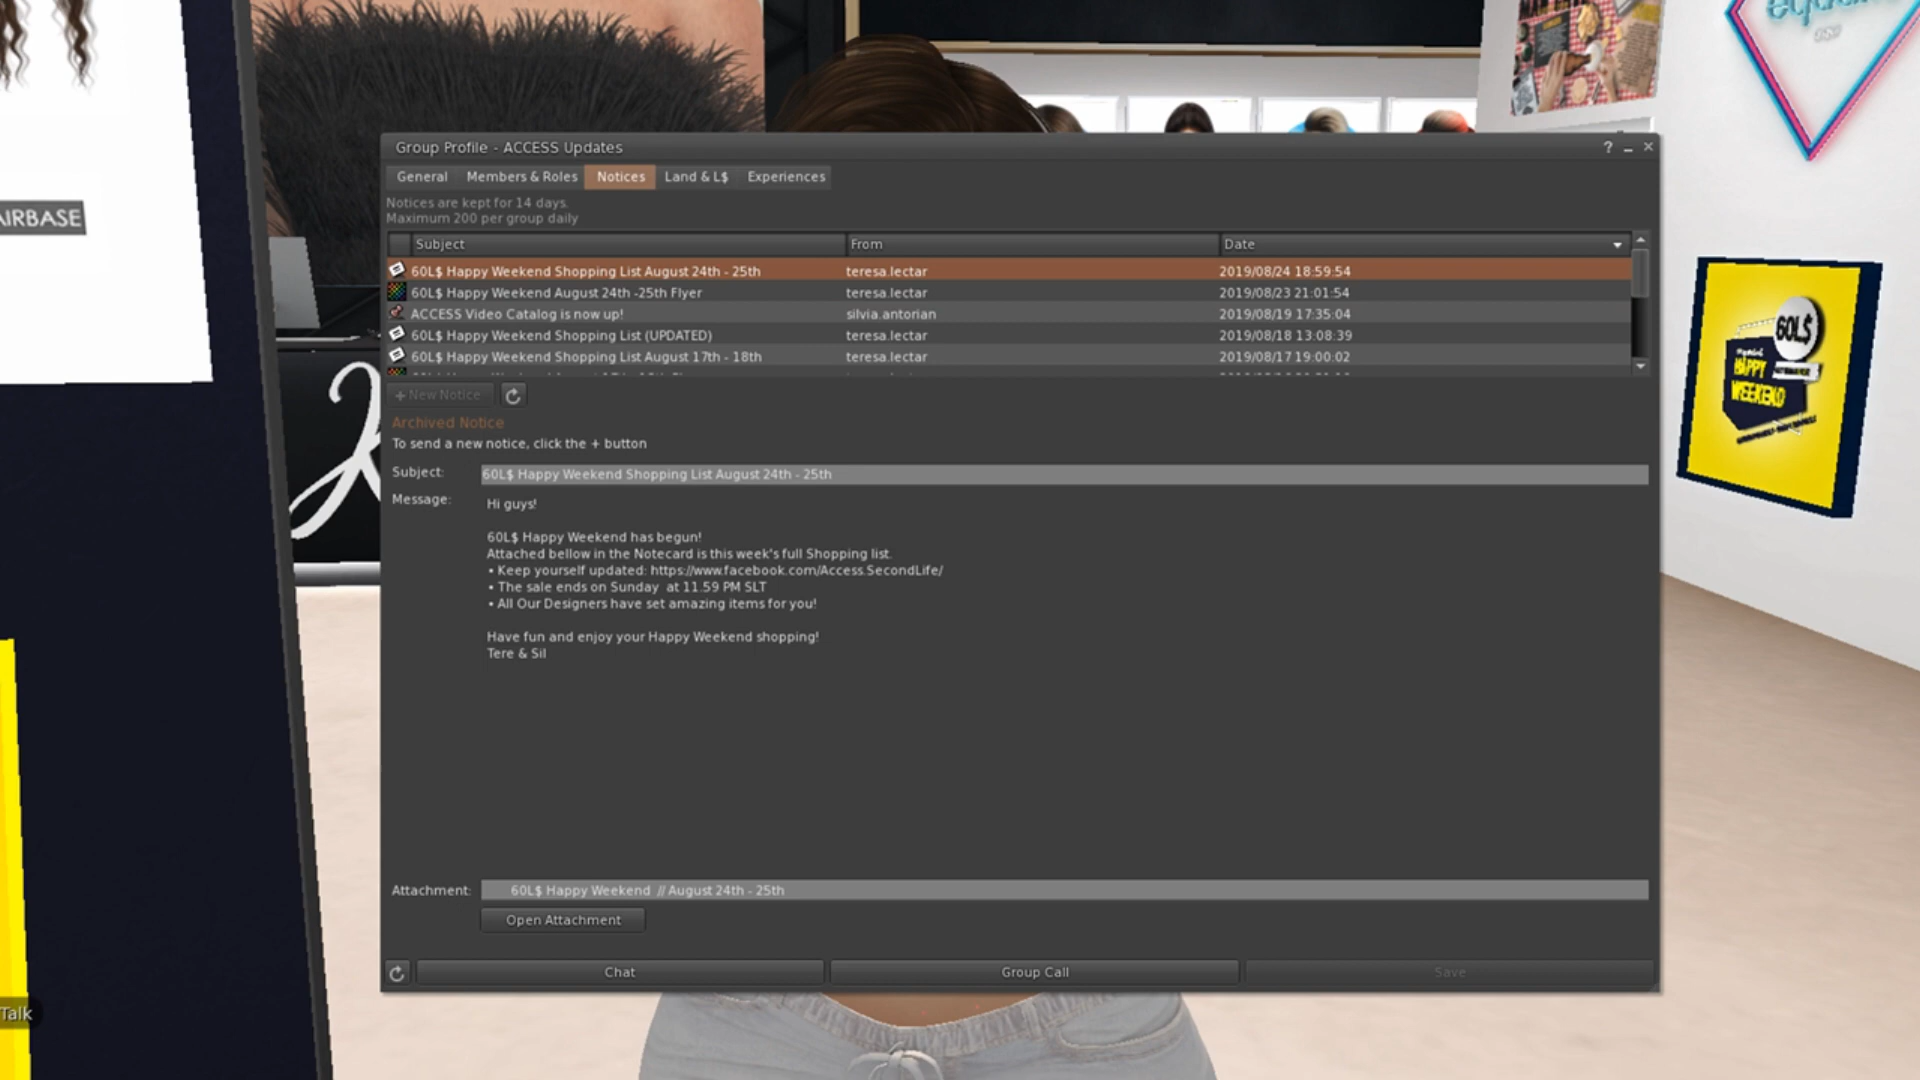 AIRBASE
60L$
HAPPY
WEEKEND
Group Profile - ACCESS Updates
?
General Members & Roles Notices Land & L$ Experiences
Notices are kept for 14 days.
Maximum 200 per group daily
Subject From Date
60L$ Happy Weekend Shopping List August 24th - 25th teresa.lectar 2019/08/24 18:59:54
60L$ Happy Weekend August 24th -25th Flyer teresa.lectar 2019/08/23 21:01:54
ACCESS Video Catalog is now up! silvia.antorian 2019/08/19 17:35:04
60L$ Happy Weekend Shopping List (UPDATED) teresa.lectar 2019/08/18 13:08:39
60L$ Happy Weekend Shopping List August 17th - 18th teresa.lectar 2019/08/17 19:00:02
+ New Notice
Archived Notice
To send a new notice, click the + button
Subject: 60L$ Happy Weekend Shopping List August 24th - 25th
Message: Hi guys!
60L$ Happy Weekend has begun!
Attached bellow in the Notecard is this week's full Shopping list.
• Keep yourself updated: https://www.facebook.com/Access.SecondLife/
• The sale ends on Sunday at 11.59 PM SLT
• All Our Designers have set amazing items for you!
Have fun and enjoy your Happy Weekend shopping!
Tere & Sil
Attachment: 60L$ Happy Weekend // August 24th - 25th
Open Attachment
Chat Group Call Save
Talk